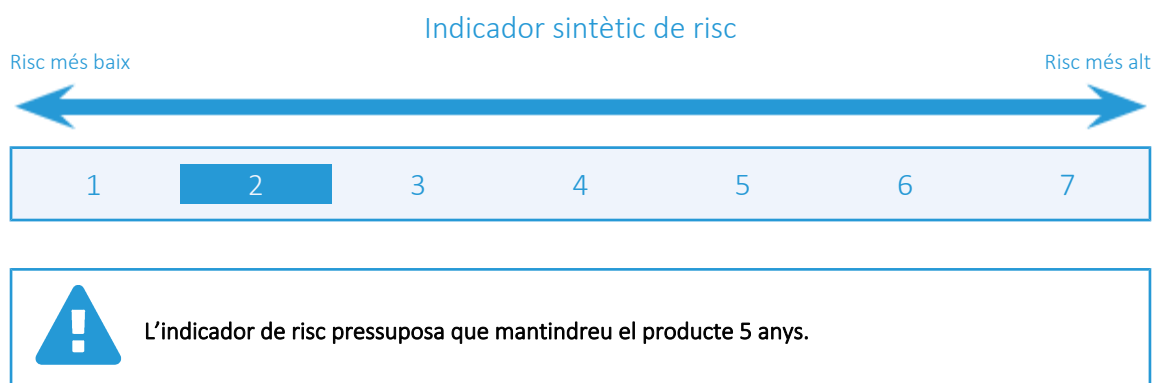 Indicador sintètic de risc
Risc més baix Risc més alt
1 2 3 4 5 6 7
L’indicador de risc pressuposa que mantindreu el producte 5 anys.